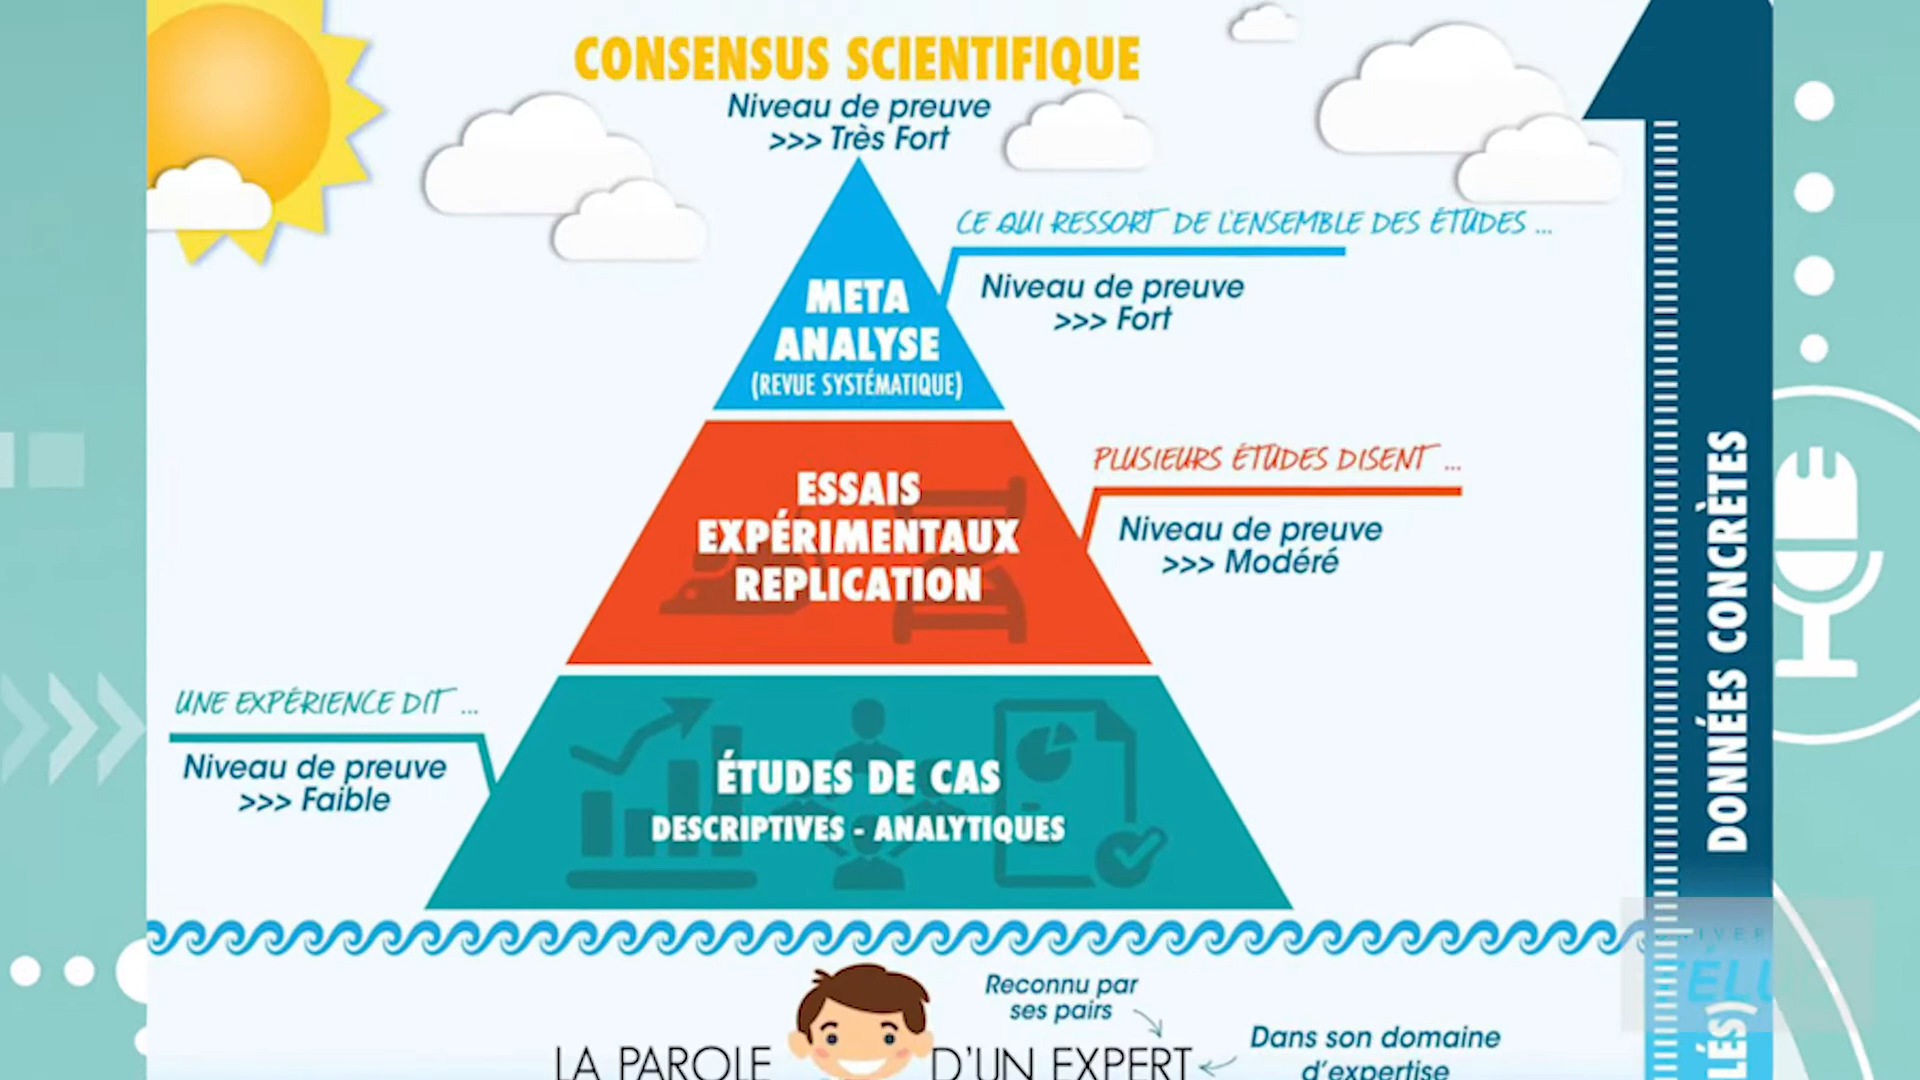 CONSENSUS SCIENTIFIQUE
Niveau de preuve
>>> Très Fort
CE QUI RESSORT DE L'ENSEMBLE DES ÉTUDES ...
Niveau de preuve
>>> Fort
META
ANALYSE
(REVUE SYSTÉMATIQUE)
PLUSIEURS ÉTUDES DISENT ...
Niveau de preuve
>>> Modéré
ESSAIS
EXPÉRIMENTAUX
REPLICATION
UNE EXPÉRIENCE DIT ...
Niveau de preuve
>>> Faible
ÉTUDES DE CAS
DESCRIPTIVES - ANALYTIQUES
DONNÉES CONCRÈTES
Reconnu par
ses pairs
LA PAROLE D'UN EXPERT
Dans son domaine
d'expertise